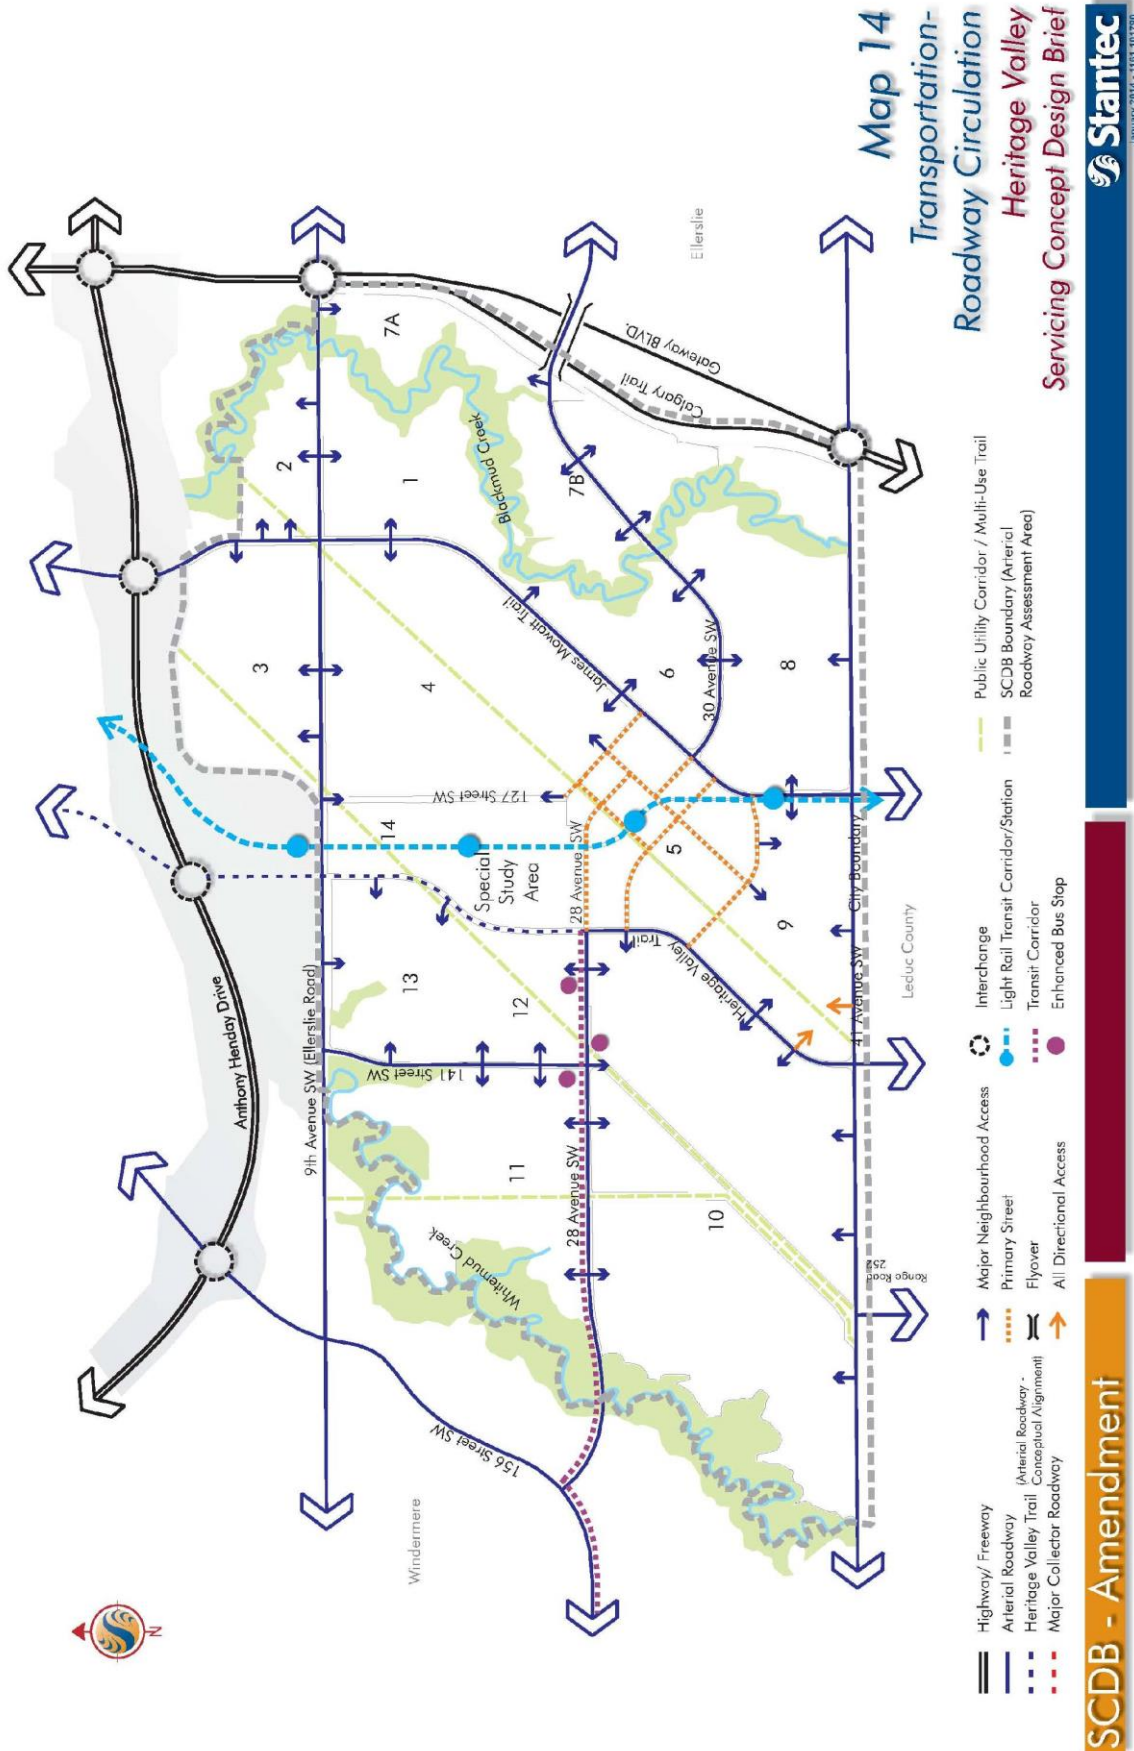 Map 14
Transportation-
Roadway Circulation
Heritage Valley
Servicing Concept Design Brief
Stantec
January 2014 - 1161 101790
SCDB - Amendment
N
Anthony Henday Drive
9th Avenue SW (Ellerslie Road)
156 Street SW
Windermere
Whitemud Creek
28 Avenue SW
141 Street SW
28 Avenue SW
127 Street SW
Special
Study
Area
Heritage Valley
Trail
James Mowatt Trail
30 Avenue SW
Blackmud Creek
Calgary Trail
Gateway BLVD.
Ellerslie
41 Avenue SW
City Boundary
Leduc County
Range Road
252
1
2
3
4
5
6
7A
7B
8
9
10
11
12
13
14
Highway/ Freeway
Arterial Roadway
Heritage Valley Trail (Arterial Roadway -
Conceptual Alignment)
Major Collector Roadway
Major Neighbourhood Access
Primary Street
Flyover
All Directional Access
Interchange
Light Rail Transit Corridor/Station
Transit Corridor
Enhanced Bus Stop
Public Utility Corridor / Multi-Use Trail
SCDB Boundary (Arterial
Roadway Assessment Area)